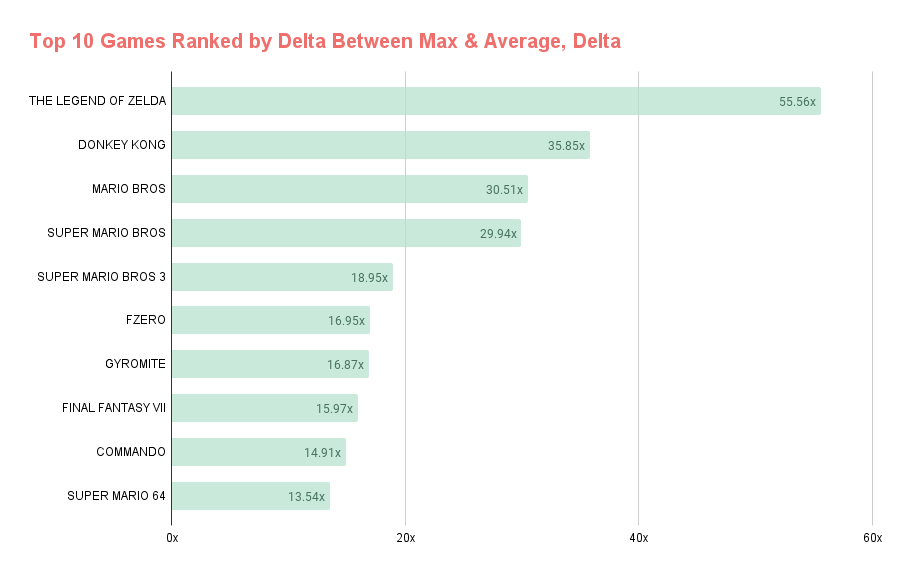 Top 10 Games Ranked by Delta Between Max & Average, Delta
THE LEGEND OF ZELDA 55.56x
DONKEY KONG 35.85x
MARIO BROS 30.51x
SUPER MARIO BROS 29.94x
SUPER MARIO BROS 3 18.95x
FZERO 16.95x
GYROMITE 16.87x
FINAL FANTASY VII 15.97x
COMMANDO 14.91x
SUPER MARIO 64 13.54x
0x 20x 40x 60x